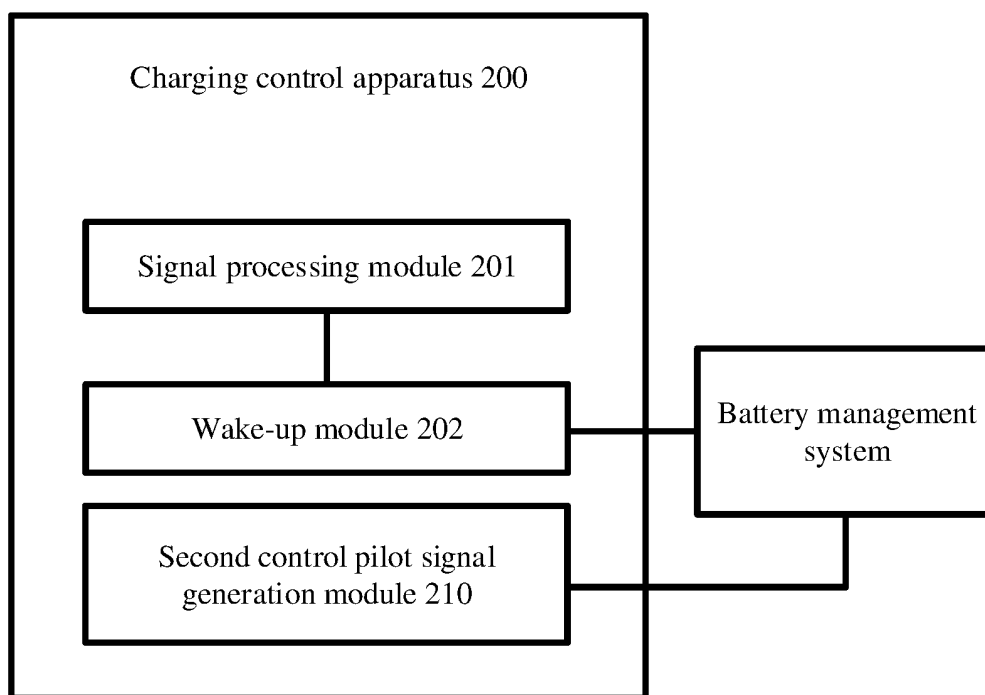 Charging control apparatus 200
Signal processing module 201
Wake-up module 202
Battery management
system
Second control pilot signal
generation module 210